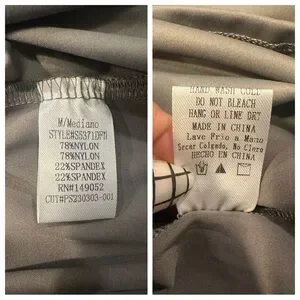 M/Mediano
STYLE#S5371DFM
78%NYLON
78%NYLON
22%SPANDEX
22%SPANDEX
RN#149052
CUT#PS230303-001
HAND WASH COLD
DO NOT BLEACH
HANG OR LINE DRY
MADE IN CHINA
Lave Frio a Mano
Secar Colgado, No Cloro
HECHO EN CHINA